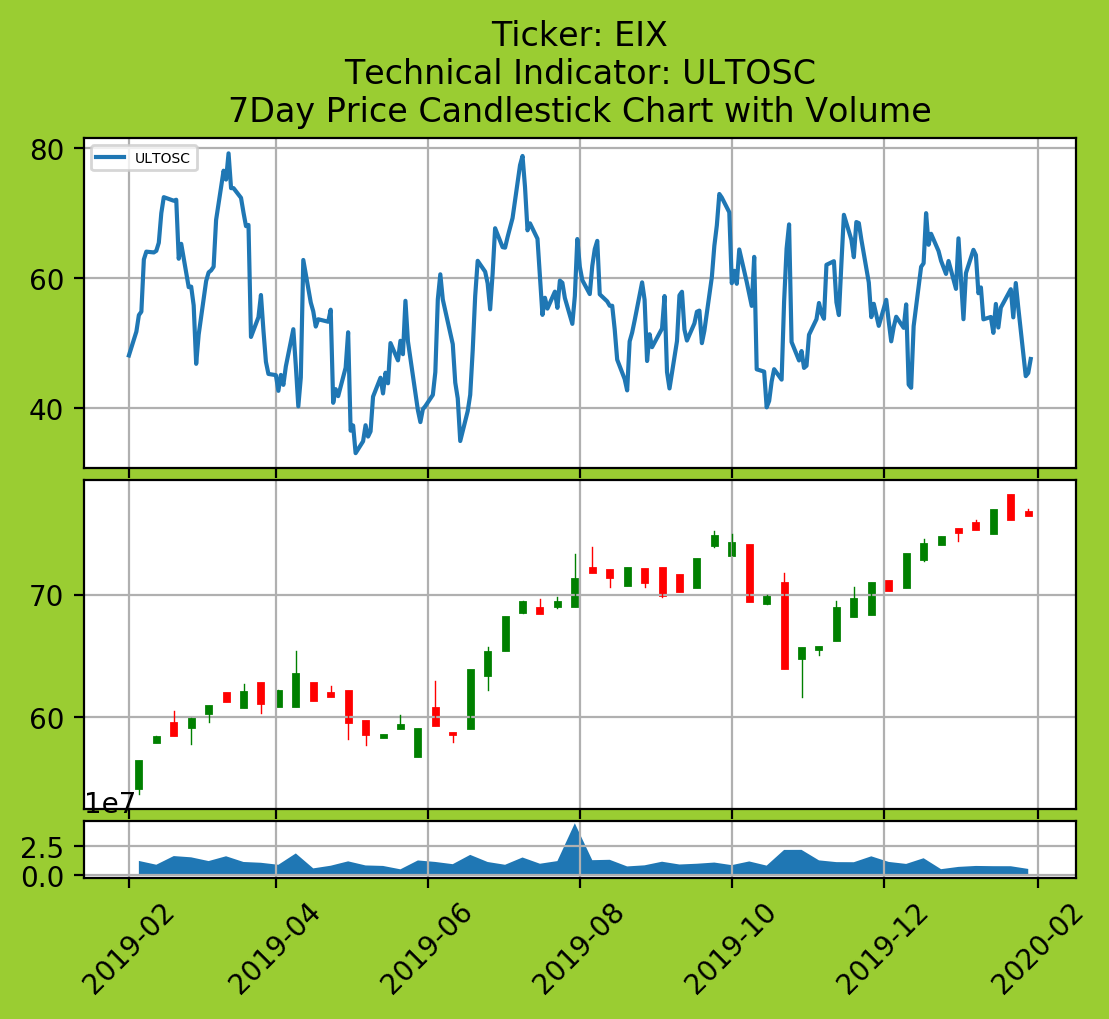 Ticker: EIX
Technical Indicator: ULTOSC
7Day Price Candlestick Chart with Volume
ULTOSC
80
60
40
70
60
1e7
2.5
0.0
2019-02
2019-04
2019-06
2019-08
2019-10
2019-12
2020-02